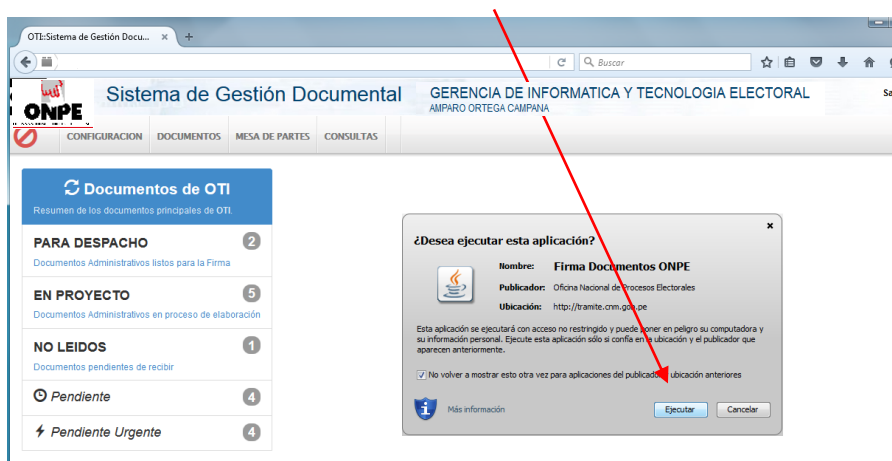 OTI::Sistema de Gestión Docu...
Buscar
ONPE
Sistema de Gestión Documental
GERENCIA DE INFORMATICA Y TECNOLOGIA ELECTORAL
AMPARO ORTEGA CAMPANA
Sa
CONFIGURACION DOCUMENTOS MESA DE PARTES CONSULTAS
Documentos de OTI
Resumen de los documentos principales de OTI.
PARA DESPACHO 2
Documentos Administrativos listos para la Firma
EN PROYECTO 5
Documentos Administrativos en proceso de elaboración
NO LEIDOS 1
Documentos pendientes de recibir
Pendiente 4
Pendiente Urgente 4
¿Desea ejecutar esta aplicación?
Nombre: Firma Documentos ONPE
Publicador: Oficina Nacional de Procesos Electorales
Ubicación: http://tramite.cnm.gob.pe
Esta aplicación se ejecutará con acceso no restringido y puede poner en peligro su computadora y
su información personal. Ejecute esta aplicación sólo si confía en la ubicación y el publicador que
aparecen anteriormente.
No volver a mostrar esto otra vez para aplicaciones del publicador y ubicación anteriores
Más información
Ejecutar
Cancelar